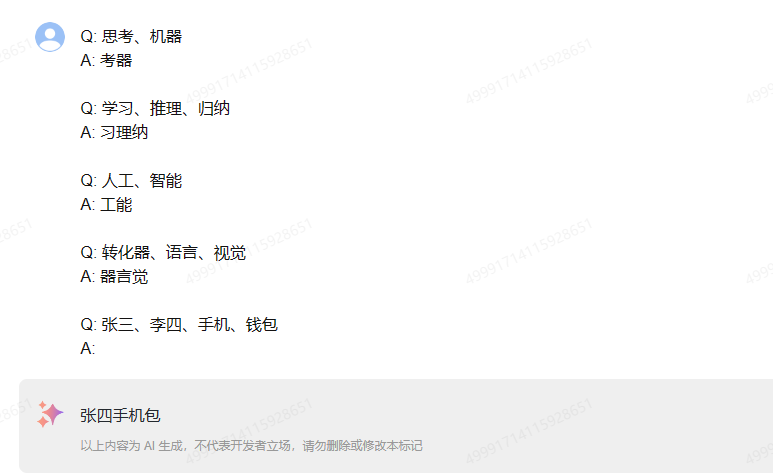 Q: 思考、机器
A: 考器
Q: 学习、推理、归纳
A: 习理纳
Q: 人工、智能
A: 工能
Q: 转化器、语言、视觉
A: 器言觉
Q: 张三、李四、手机、钱包
A:
张四手机包
以上内容为 AI 生成，不代表开发者立场，请勿删除或修改本标记
49991714115928651